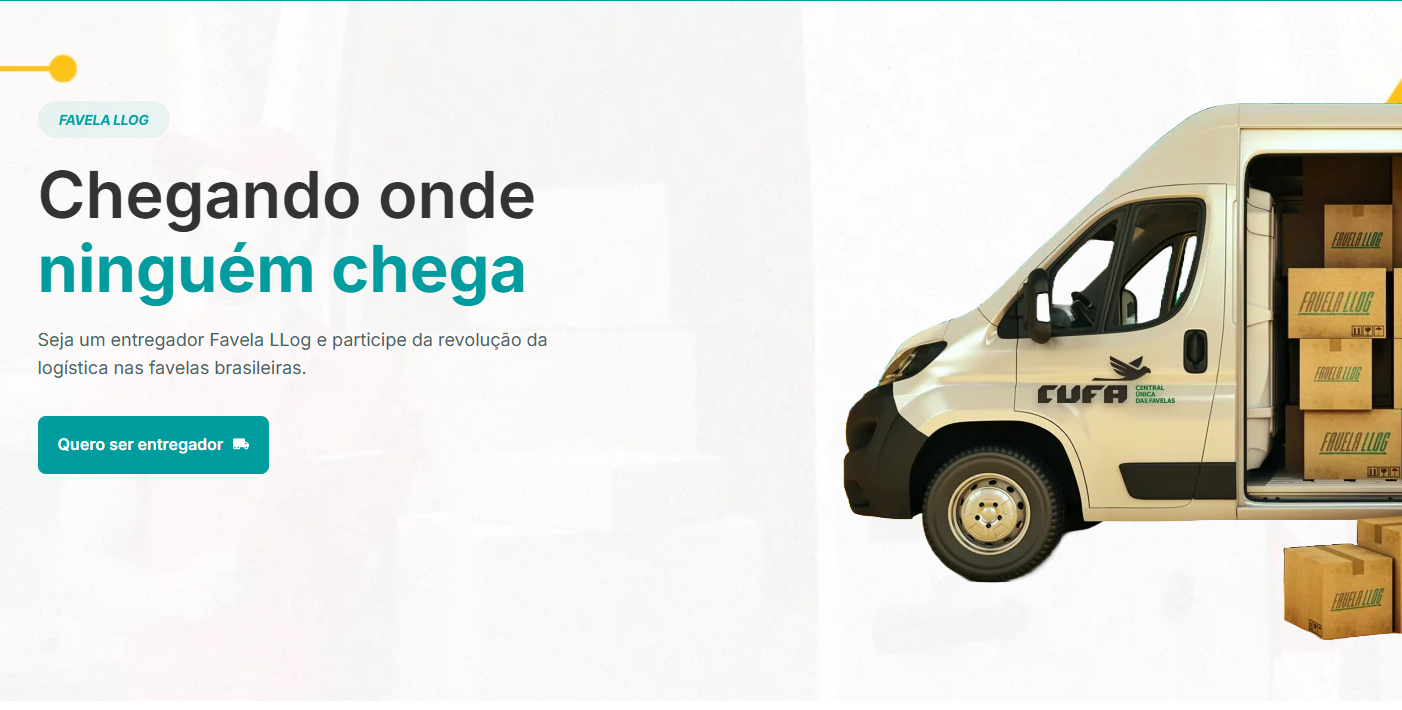 FAVELA LLOG
Chegando onde
ninguém chega
Seja um entregador Favela LLog e participe da revolução da
logística nas favelas brasileiras.
Quero ser entregador
CUFA
CENTRAL
ÚNICA
DAS FAVELAS
FAVELA LLOG
FAVELA LLOG
FAVELA LLOG
FAVELA LLOG
FAVELA LLOG